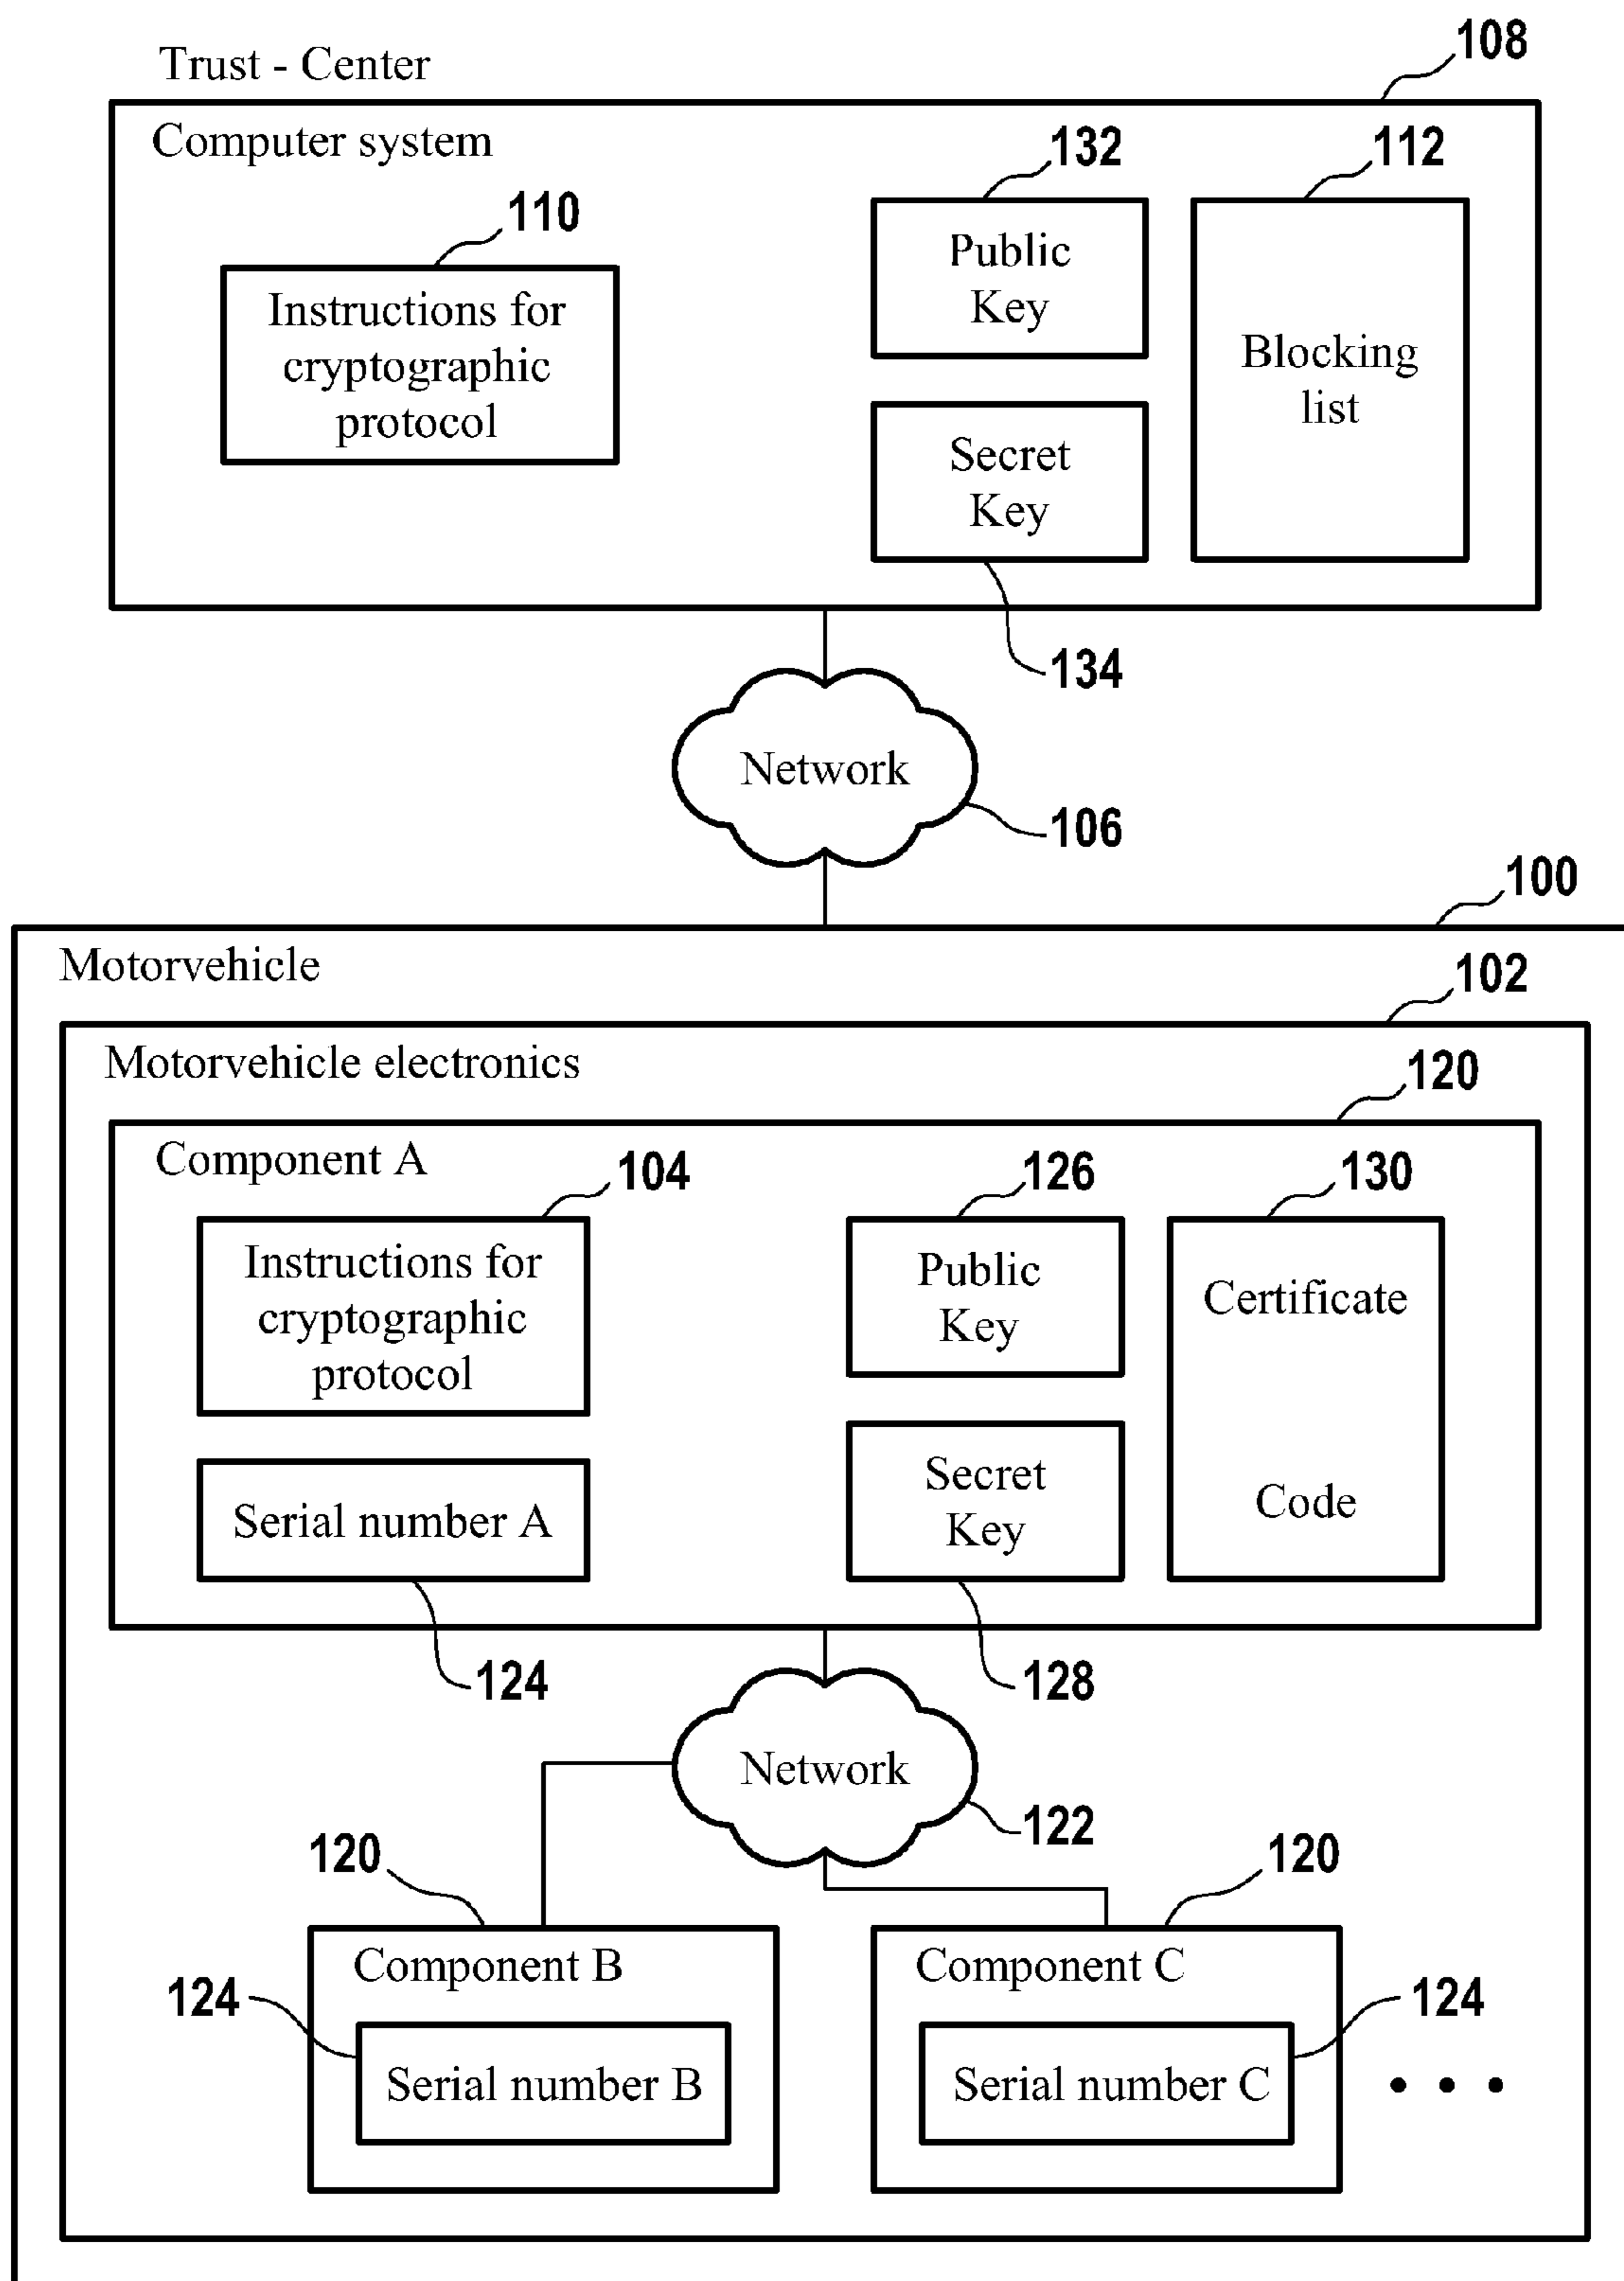 108
Trust - Center
Computer system
132
112
110
Public
Key
Instructions for
cryptographic
protocol
Blocking
list
Secret
Key
134
Network
106
100
Motorvehicle
102
Motorvehicle electronics
120
Component A
104
126
130
Instructions for
cryptographic
protocol
Public
Key
Certificate
Secret
Key
Code
Serial number A
124
128
Network
122
120
120
Component B
Component C
124
124
Serial number B
Serial number C
• • •